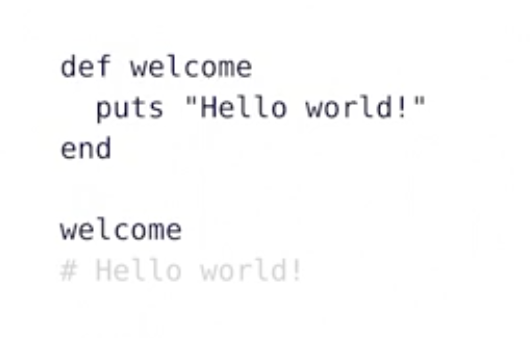 def welcome
  puts "Hello world!"
end

welcome
# Hello world!